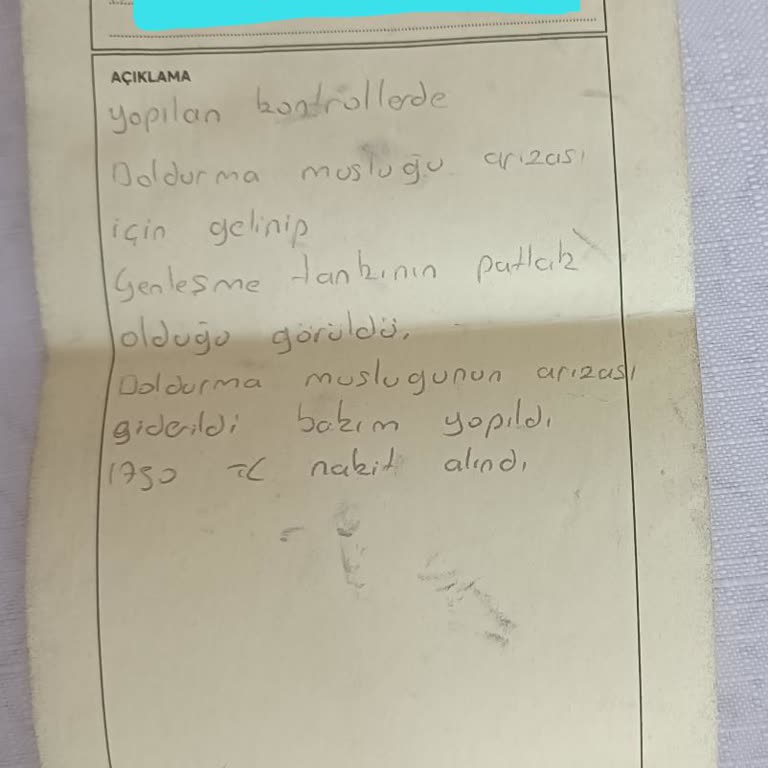 AÇIKLAMA
yapılan kontrollerde
Doldurma musluğu arızası
için gelinip
Genleşme tankının patlak
olduğu görüldü.
Doldurma muslugunun arızası
giderildi bakım yapıldı
1750 TL nakit alındı